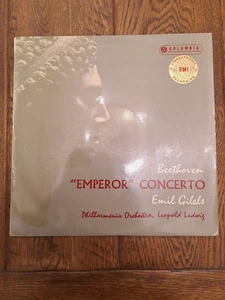 COLUMBIA
EMI
Beethoven
"EMPEROR" CONCERTO
Emil Gilels
Philharmonia Orchestra, Leopold Ludwig